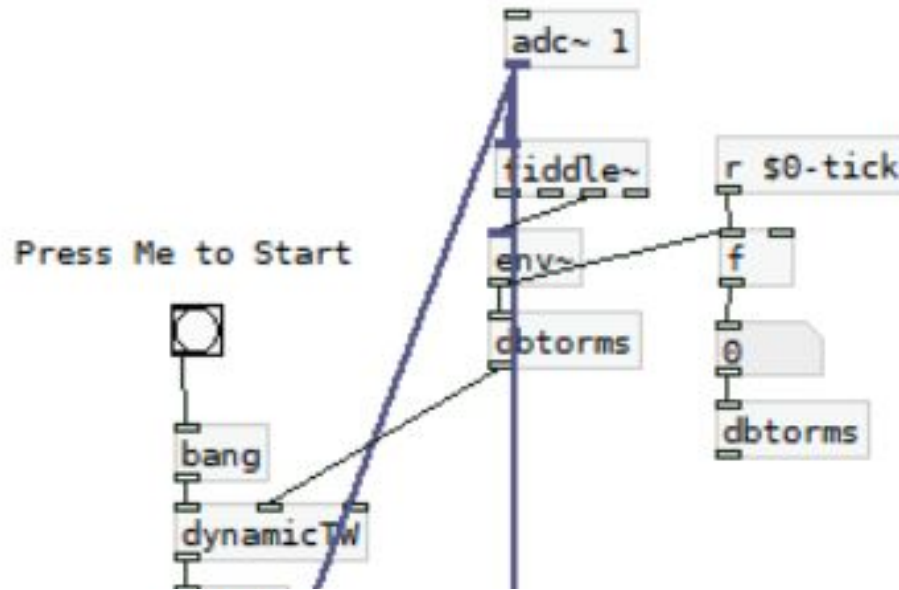 adc~ 1
fiddle~
r $0-tick
Press Me to Start
env~
f
dbtorms
0
dbtorms
bang
dynamicTW